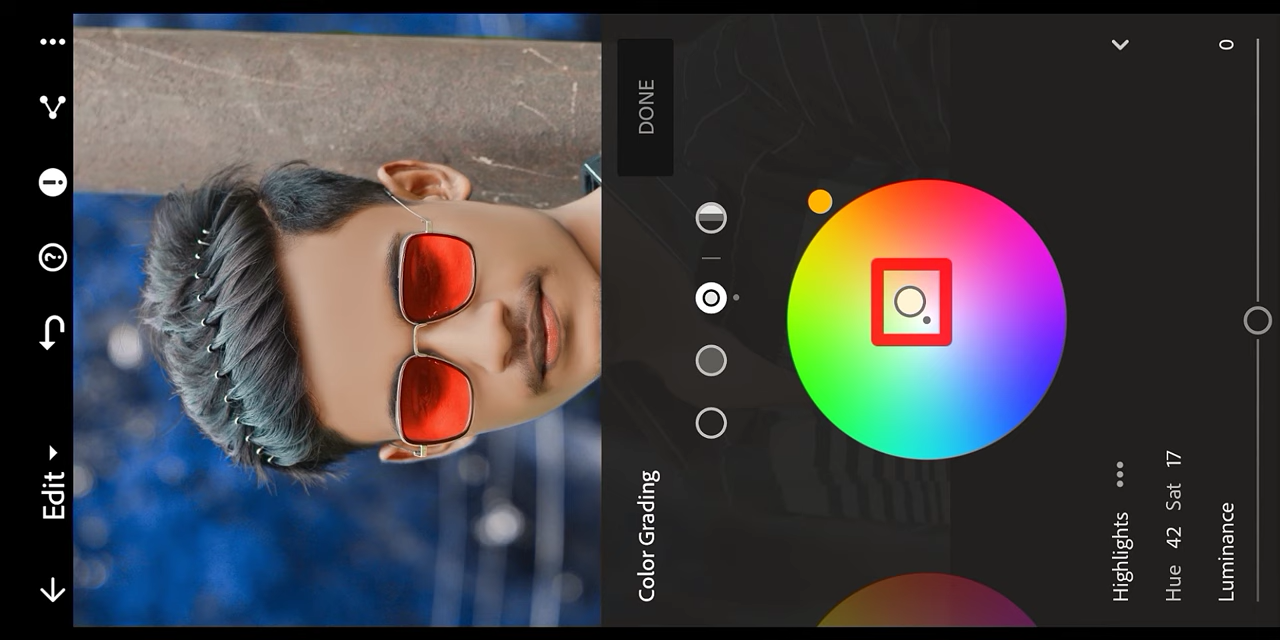 Edit
Color Grading
DONE
Highlights
Hue 42 Sat 17
Luminance 0